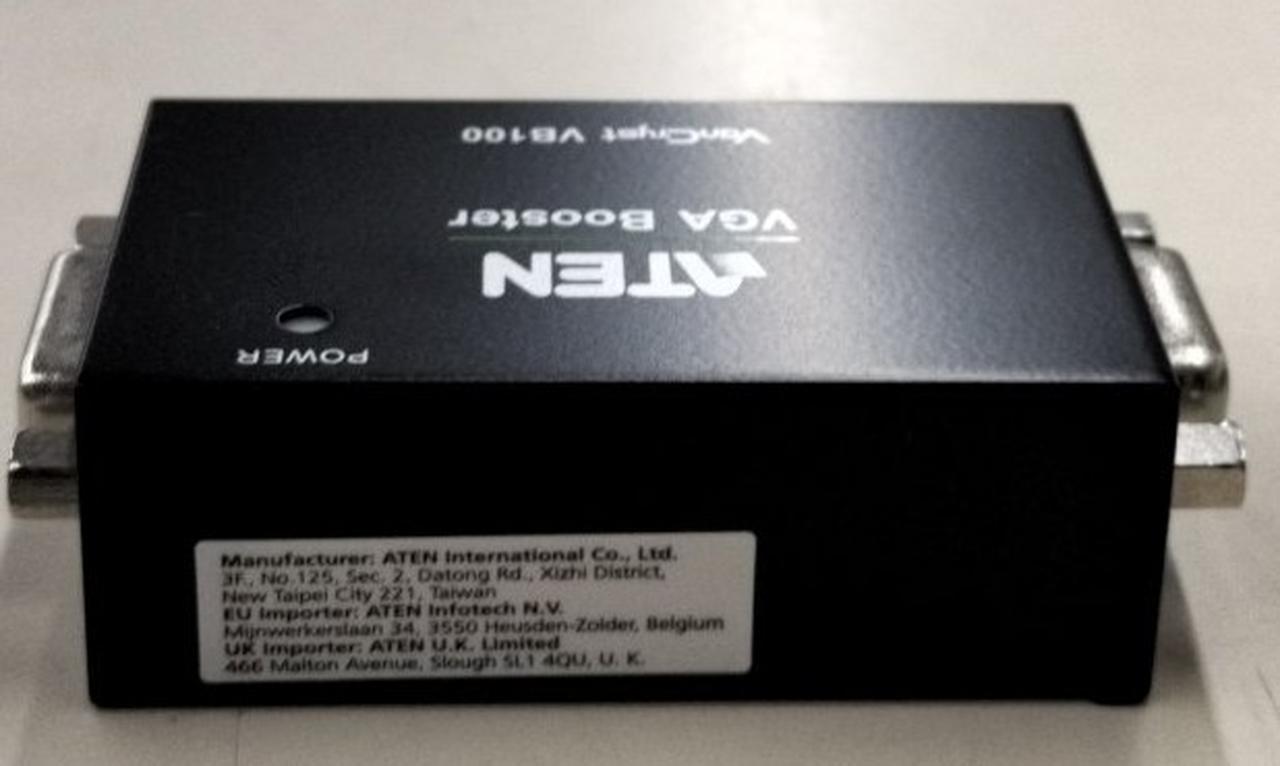 VanCryst VB100
VGA Booster
ATEN
POWER
Manufacturer: ATEN International Co., Ltd.
3F., No.125, Sec. 2, Datong Rd., Xizhi District,
New Taipei City 221, Taiwan
EU Importer: ATEN Infotech N.V.
Mijnwerkerslaan 34, 3550 Heusden-Zolder, Belgium
UK Importer: ATEN U.K. Limited
466 Malton Avenue, Slough SL1 4QU, U. K.